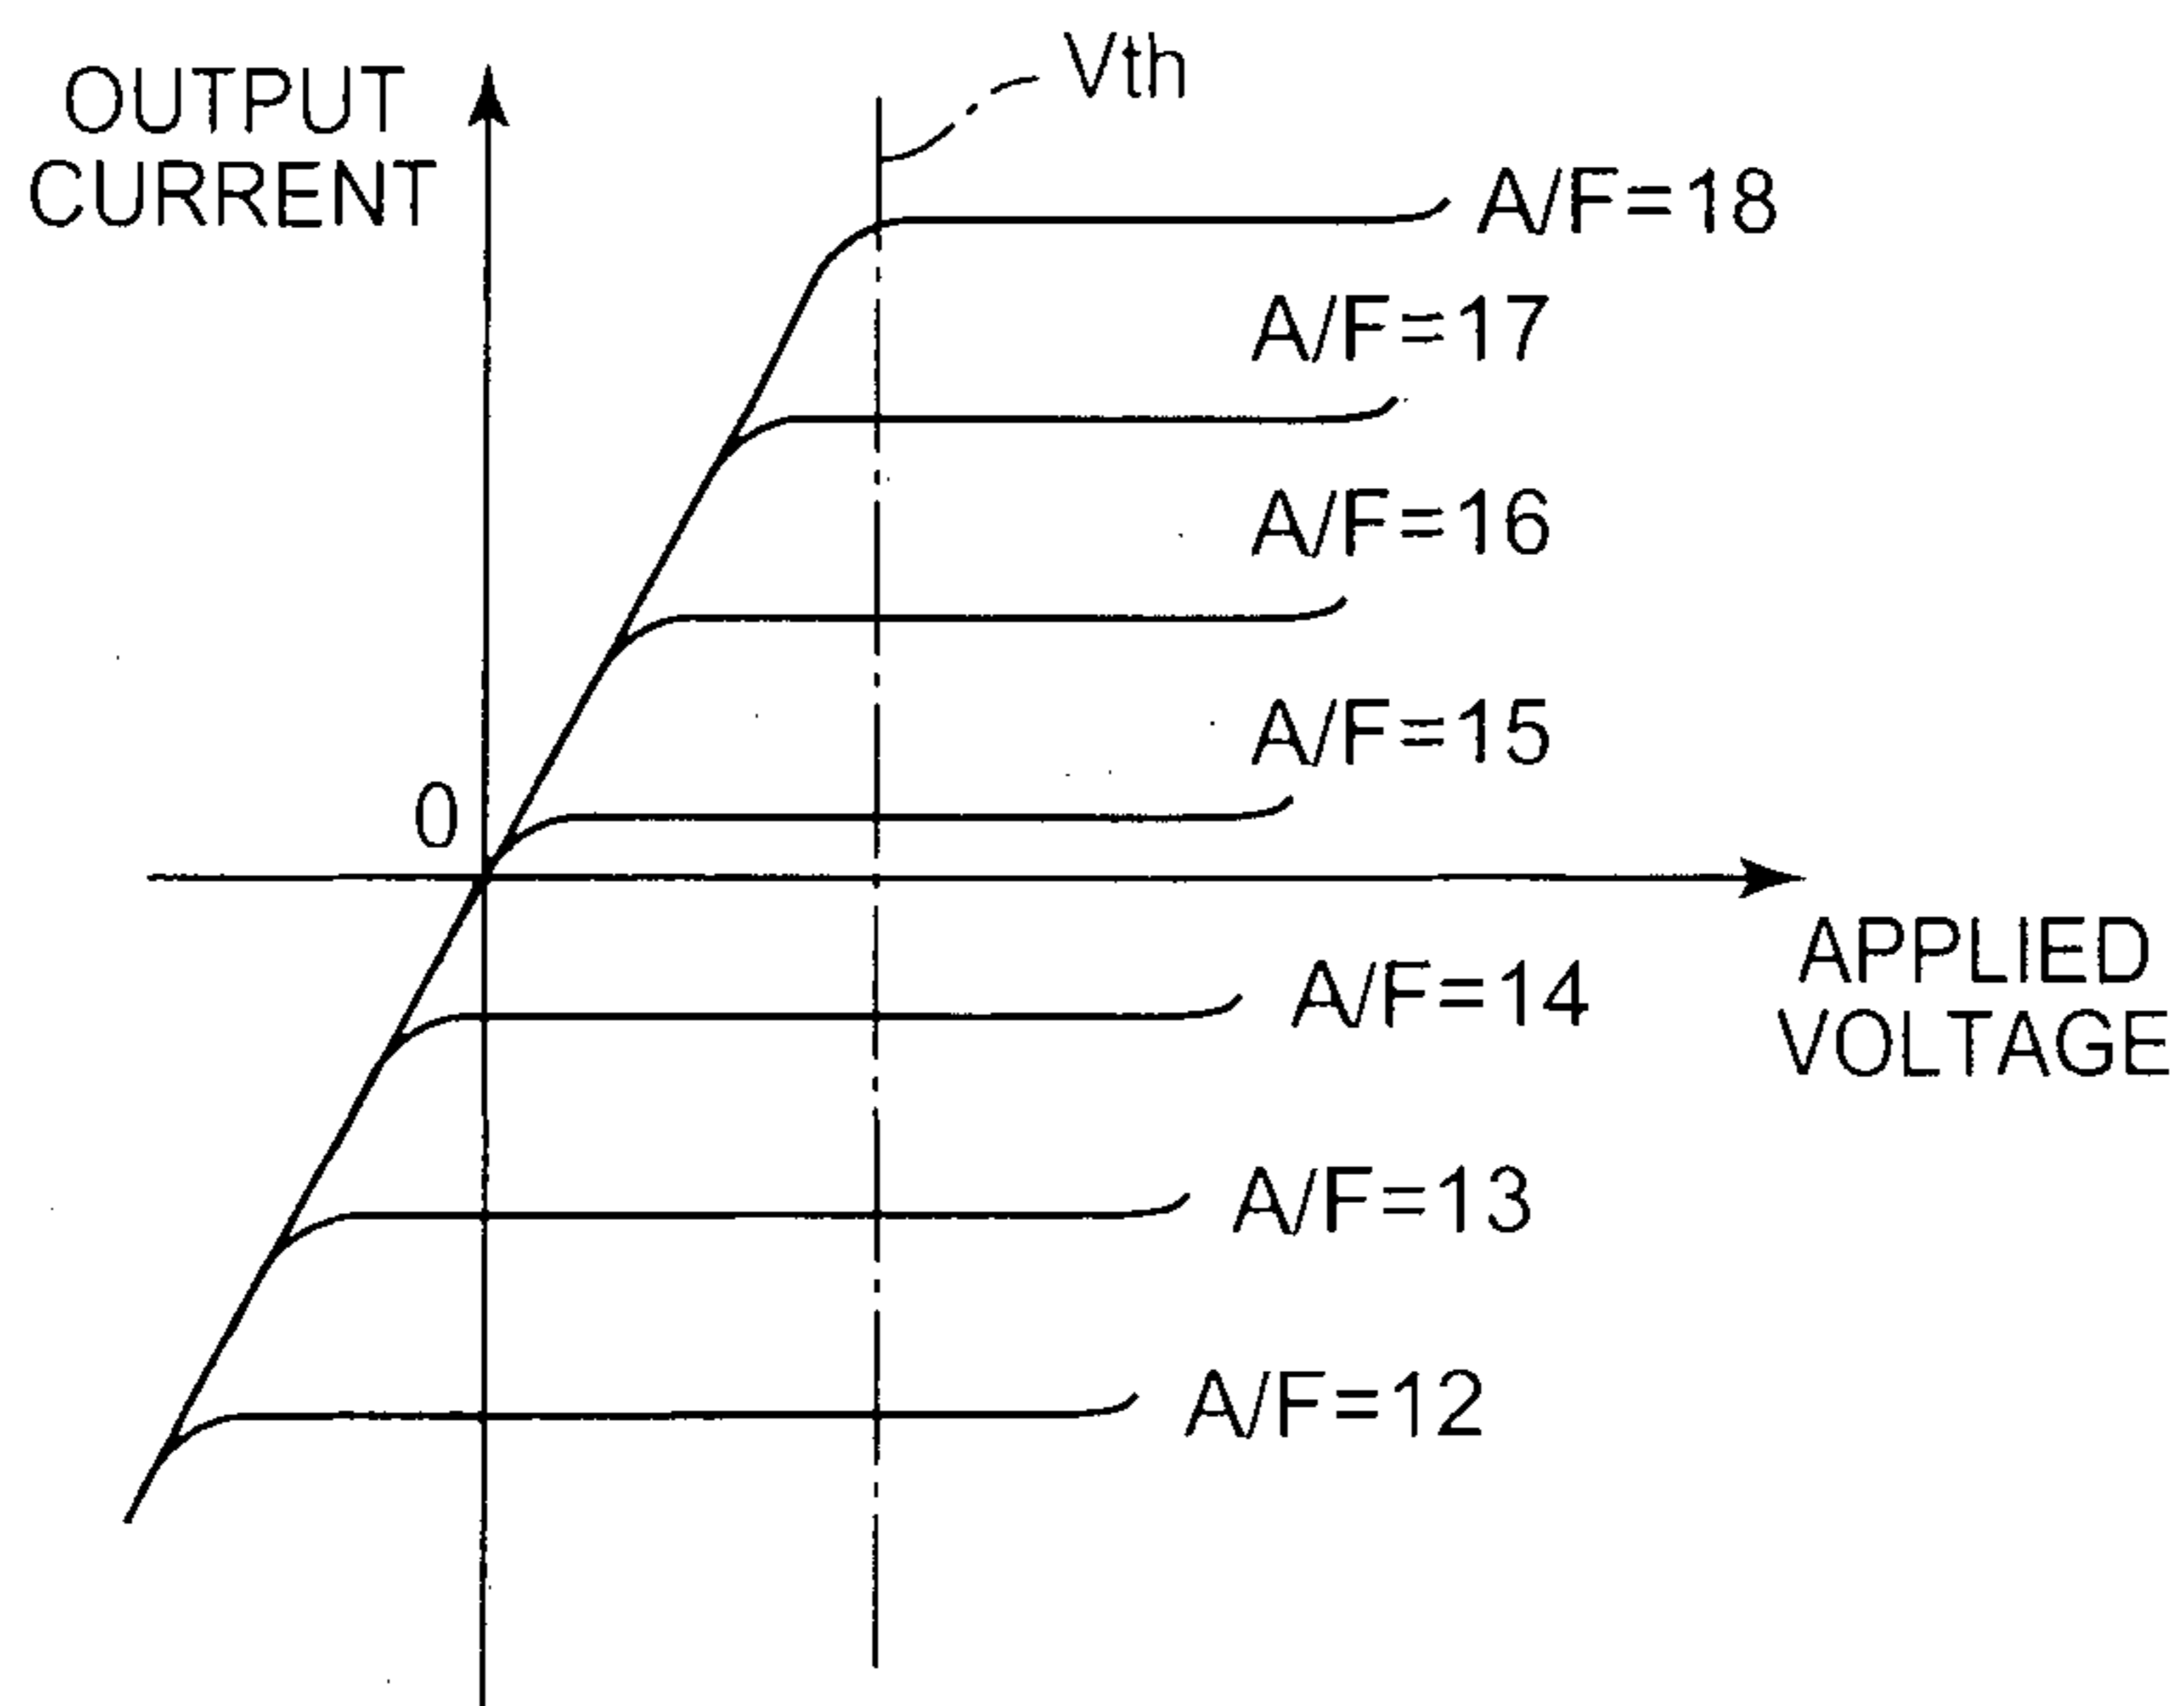 Vth
OUTPUT
CURRENT
A/F=18
A/F=17
A/F=16
A/F=15
0
APPLIED
VOLTAGE
A/F=14
A/F=13
A/F=12